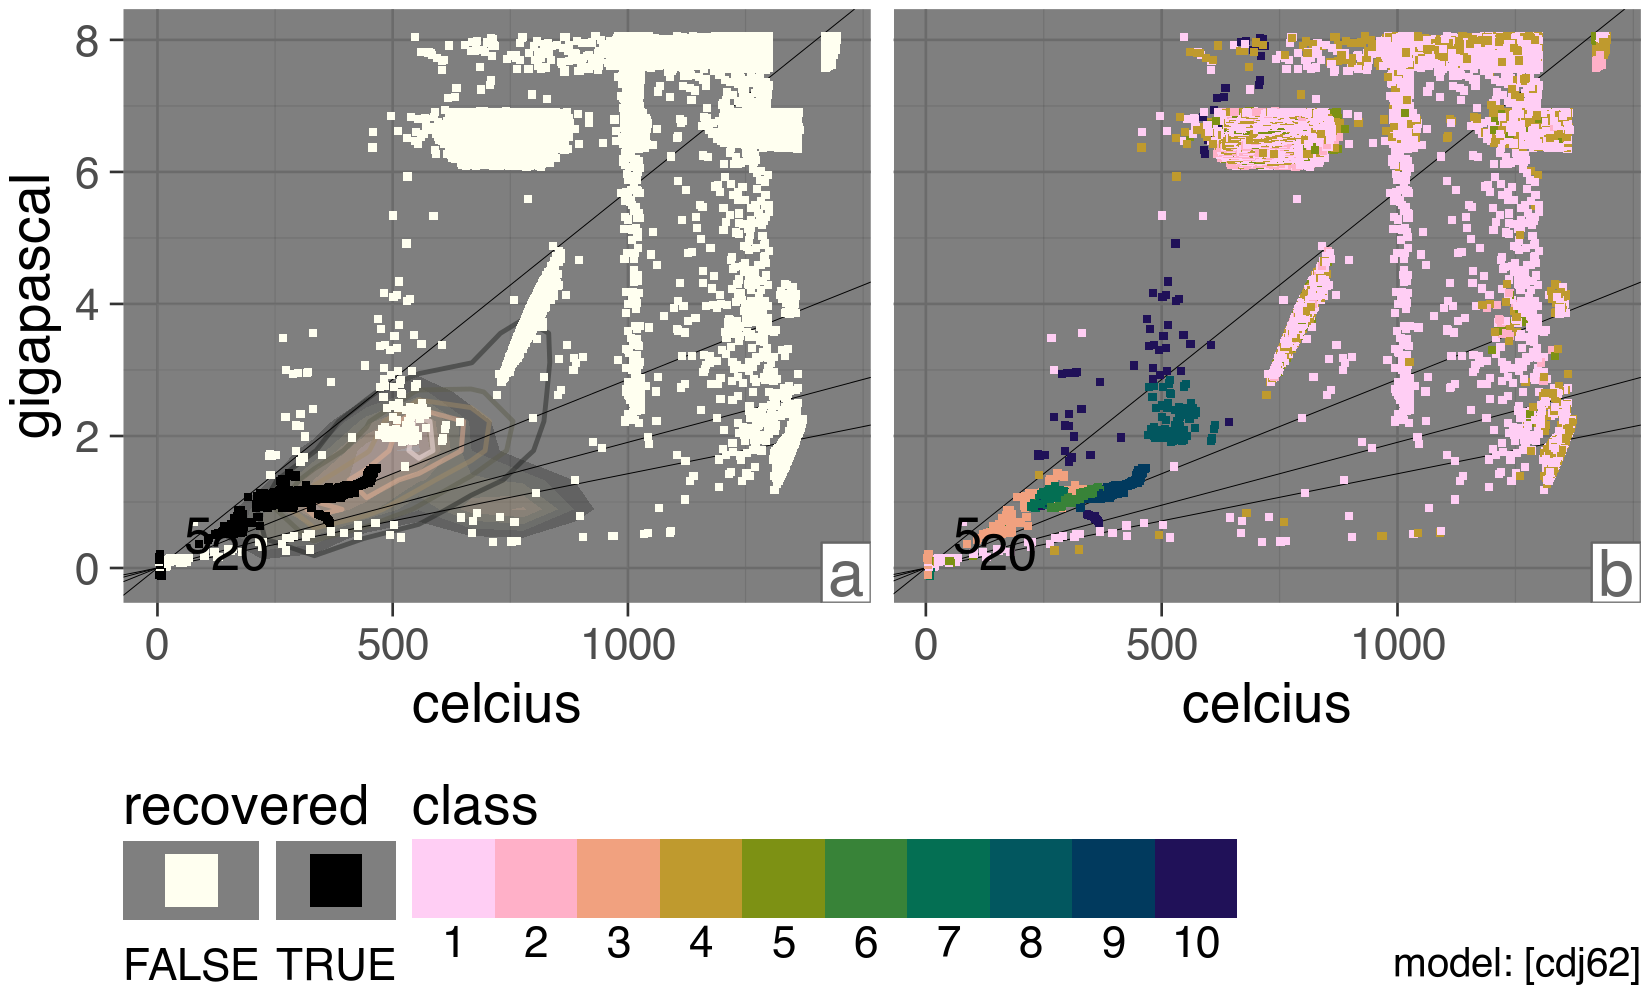 gigapascal
8
6
4
2
0
5
20
a
5
20
b
0 500 1000
0 500 1000
celcius
celcius
recovered
FALSE TRUE
class
1 2 3 4 5 6 7 8 9 10
model: [cdj62]